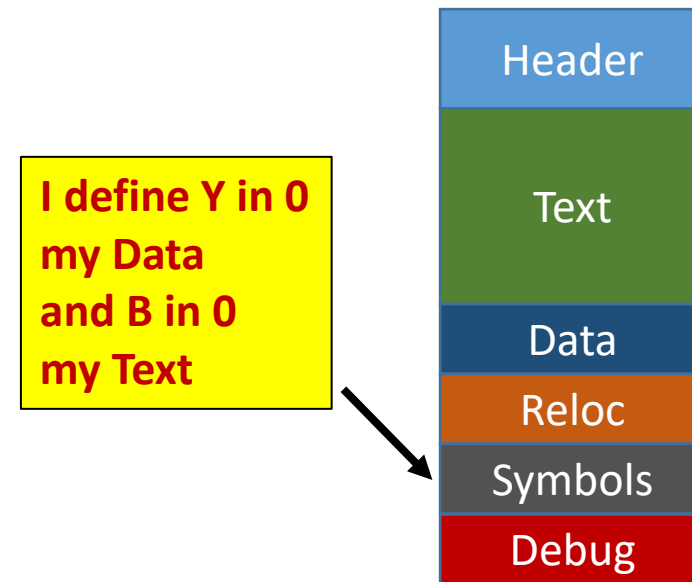 Header
I define Y in 0
my Data
and B in 0
my Text
Text
Data
Reloc
Symbols
Debug